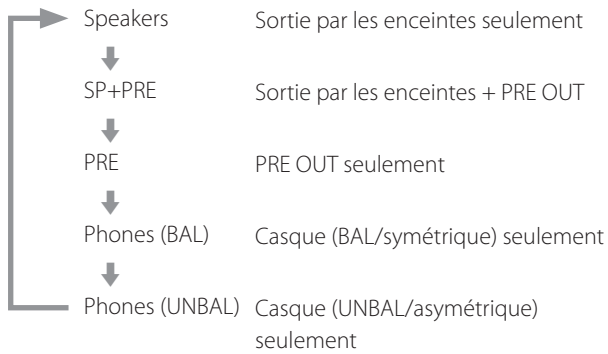 Speakers Sortie par les enceintes seulement
SP+PRE Sortie par les enceintes + PRE OUT
PRE PRE OUT seulement
Phones (BAL) Casque (BAL/symétrique) seulement
Phones (UNBAL) Casque (UNBAL/asymétrique)
seulement